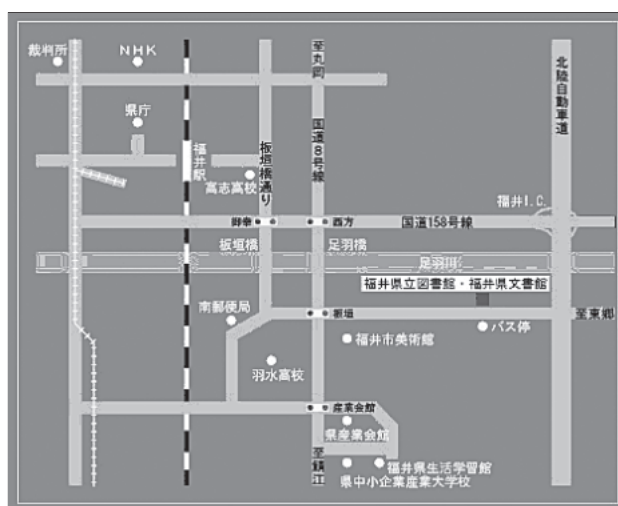 裁判所
NHK
至丸岡
北陸自動車道
県庁
福井駅
板垣橋通り
国道8号線
高志高校
福井I.C.
御幸
西方
国道158号線
板垣橋
足羽橋
足羽川
福井県立図書館・福井県文書館
南郵便局
板垣
バス停
至東郷
福井市美術館
羽水高校
産業会館
県産業会館
至鯖江
福井県生活学習館
県中小企業産業大学校